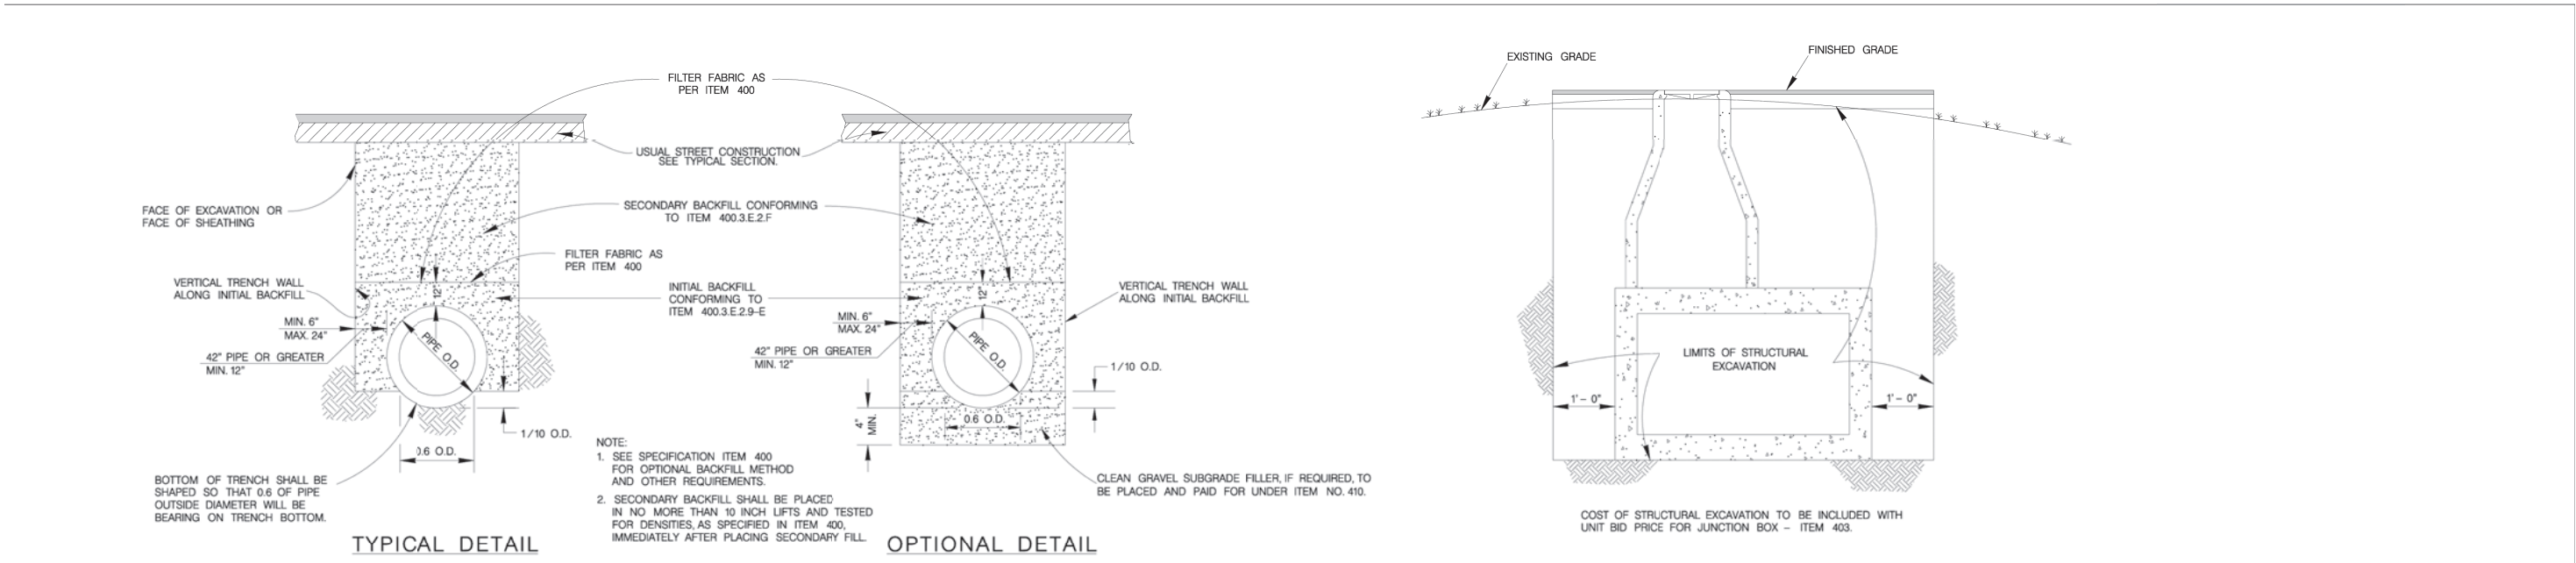 FILTER FABRIC AS
PER ITEM 400
USUAL STREET CONSTRUCTION
SEE TYPICAL SECTION.
FACE OF EXCAVATION OR
FACE OF SHEATHING
SECONDARY BACKFILL CONFORMING
TO ITEM 400.3.E.2.F
FILTER FABRIC AS
PER ITEM 400
VERTICAL TRENCH WALL
ALONG INITIAL BACKFILL
INITIAL BACKFILL
CONFORMING TO
ITEM 400.3.E.2.9-E
12"
MIN. 6"
MAX. 24"
42" PIPE OR GREATER
MIN. 12"
PIPE O.D.
1/10 O.D.
0.6 O.D.
BOTTOM OF TRENCH SHALL BE
SHAPED SO THAT 0.6 OF PIPE
OUTSIDE DIAMETER WILL BE
BEARING ON TRENCH BOTTOM.
TYPICAL DETAIL
NOTE:
1. SEE SPECIFICATION ITEM 400
FOR OPTIONAL BACKFILL METHOD
AND OTHER REQUIREMENTS.
2. SECONDARY BACKFILL SHALL BE PLACED
IN NO MORE THAN 10 INCH LIFTS AND TESTED
FOR DENSITIES, AS SPECIFIED IN ITEM 400,
IMMEDIATELY AFTER PLACING SECONDARY FILL.
12"
VERTICAL TRENCH WALL
ALONG INITIAL BACKFILL
MIN. 6"
MAX. 24"
42" PIPE OR GREATER
MIN. 12"
PIPE O.D.
1/10 O.D.
4"
MIN.
0.6 O.D.
CLEAN GRAVEL SUBGRADE FILLER, IF REQUIRED, TO
BE PLACED AND PAID FOR UNDER ITEM NO. 410.
OPTIONAL DETAIL
EXISTING GRADE
FINISHED GRADE
LIMITS OF STRUCTURAL
EXCAVATION
1'- 0"
1'- 0"
COST OF STRUCTURAL EXCAVATION TO BE INCLUDED WITH
UNIT BID PRICE FOR JUNCTION BOX - ITEM 403.